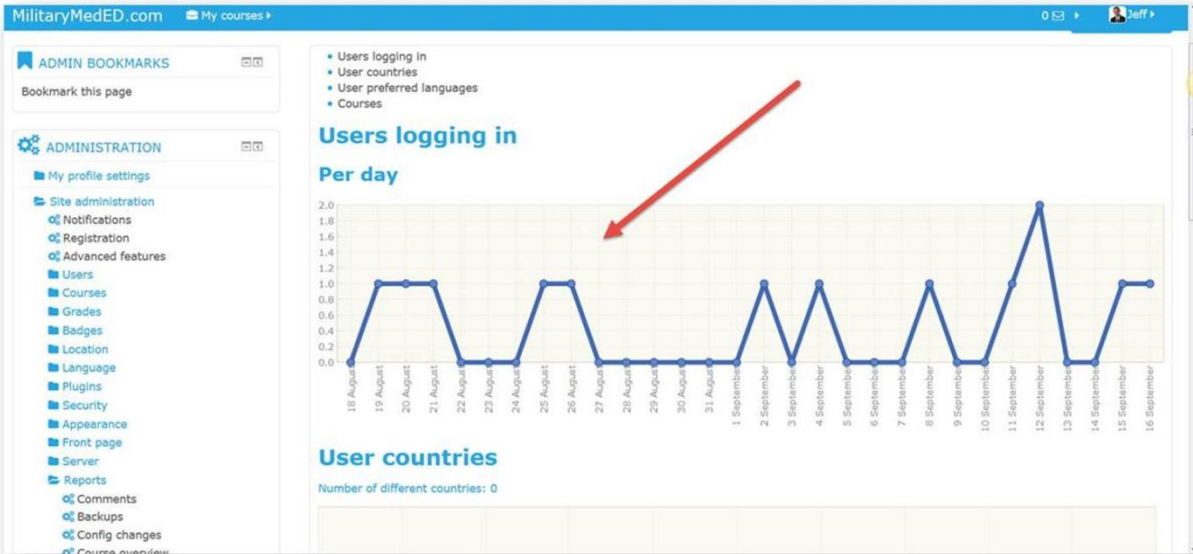 MilitaryMedED.com My courses 0 Jeff
ADMIN BOOKMARKS
Bookmark this page
ADMINISTRATION
My profile settings
Site administration
Notifications
Registration
Advanced features
Users
Courses
Grades
Badges
Location
Language
Plugins
Security
Appearance
Front page
Server
Reports
Comments
Backups
Config changes
Course overview
Users logging in
User countries
User preferred languages
Courses
Users logging in
Per day
2.0
1.8
1.6
1.4
1.2
1.0
0.8
0.6
0.4
0.2
0.0
18 August
19 August
20 August
21 August
22 August
23 August
24 August
25 August
26 August
27 August
28 August
29 August
30 August
31 August
1 September
2 September
3 September
4 September
5 September
6 September
7 September
8 September
9 September
10 September
11 September
12 September
13 September
14 September
15 September
16 September
User countries
Number of different countries: 0